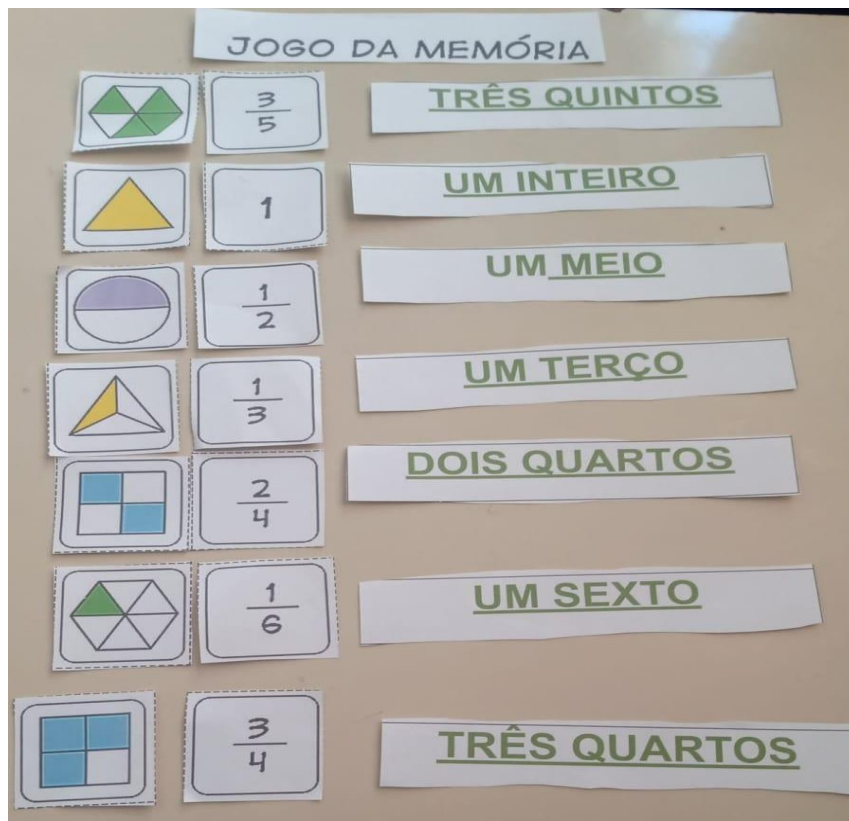 JOGO DA MEMÓRIA
3/5 TRÊS QUINTOS
1 UM INTEIRO
1/2 UM MEIO
1/3 UM TERÇO
2/4 DOIS QUARTOS
1/6 UM SEXTO
3/4 TRÊS QUARTOS